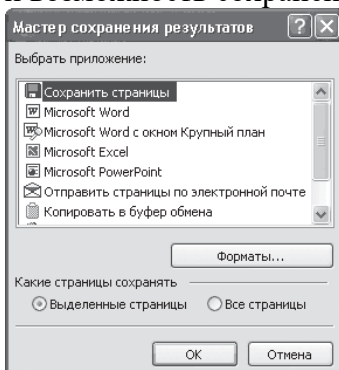 Мастер сохранения результатов
Выбрать приложение:
Сохранить страницы
Microsoft Word
Microsoft Word с окном Крупный план
Microsoft Excel
Microsoft PowerPoint
Отправить страницы по электронной почте
Копировать в буфер обмена
Форматы...
Какие страницы сохранять
Выделенные страницы Все страницы
ОК Отмена